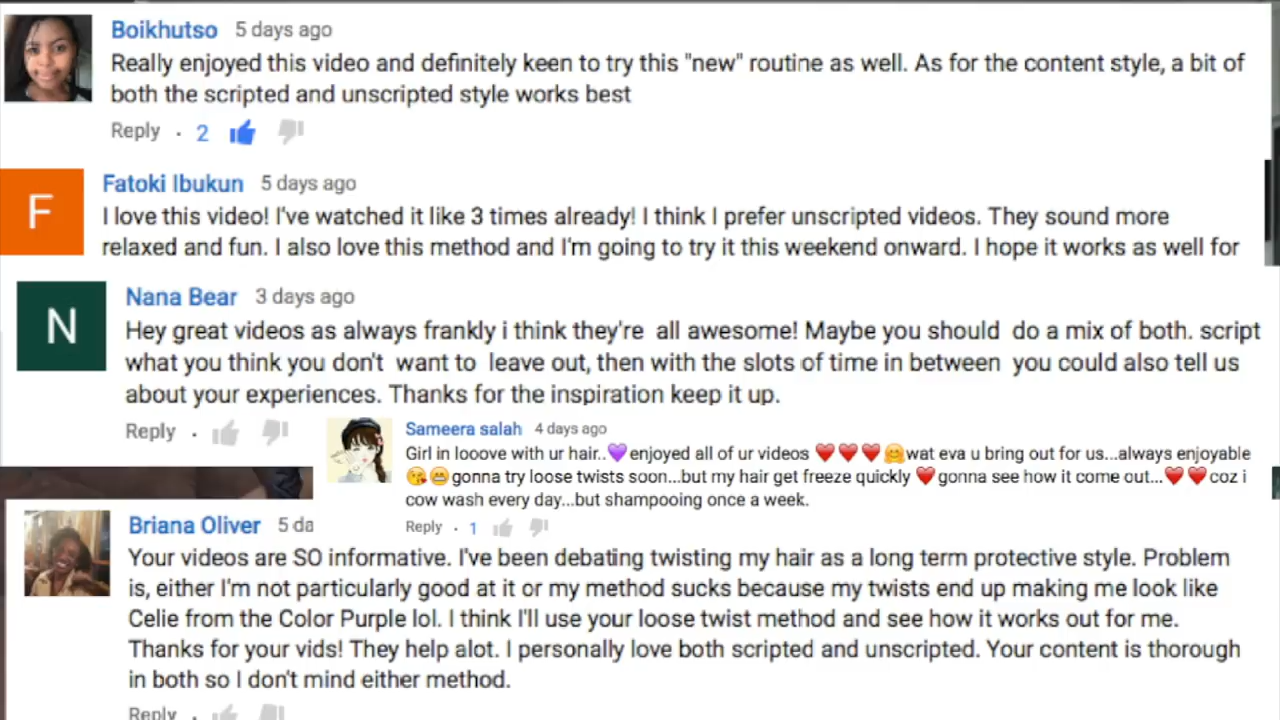 Boikhutso 5 days ago
Really enjoyed this video and definitely keen to try this "new" routine as well. As for the content style, a bit of
both the scripted and unscripted style works best
Reply · 2
F
Fatoki Ibukun 5 days ago
I love this video! I've watched it like 3 times already! I think I prefer unscripted videos. They sound more
relaxed and fun. I also love this method and I'm going to try it this weekend onward. I hope it works as well for
N
Nana Bear 3 days ago
Hey great videos as always frankly i think they're all awesome! Maybe you should do a mix of both. script
what you think you don't want to leave out, then with the slots of time in between you could also tell us
about your experiences. Thanks for the inspiration keep it up.
Reply ·
Sameera salah 4 days ago
Girl in looove with ur hair..💜enjoyed all of ur videos ❤❤❤🤗wat eva u bring out for us...always enjoyable
😘😁gonna try loose twists soon...but my hair get freeze quickly ❤gonna see how it come out...❤❤coz i
cow wash every day...but shampooing once a week.
Reply · 1
Briana Oliver 5 da
Your videos are SO informative. I've been debating twisting my hair as a long term protective style. Problem
is, either I'm not particularly good at it or my method sucks because my twists end up making me look like
Celie from the Color Purple lol. I think I'll use your loose twist method and see how it works out for me.
Thanks for your vids! They help alot. I personally love both scripted and unscripted. Your content is thorough
in both so I don't mind either method.
Reply